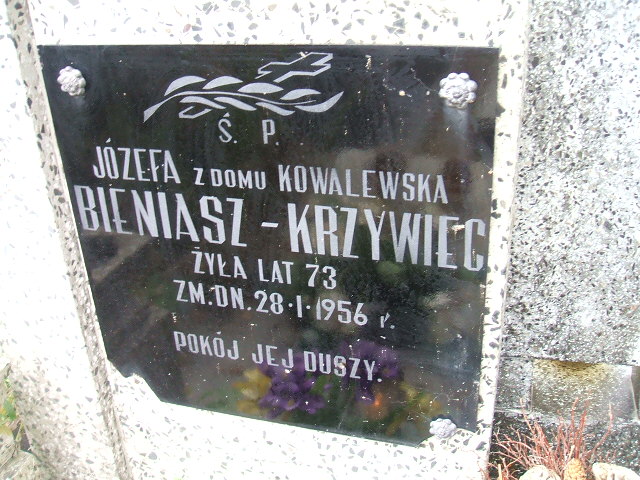 Ś. P.
JÓZEFA Z DOMU KOWALEWSKA
BIENIASZ - KRZYWIEC
ŻYŁA LAT 73
ZM. DN. 28·I·1956 r.
POKÓJ JEJ DUSZY.